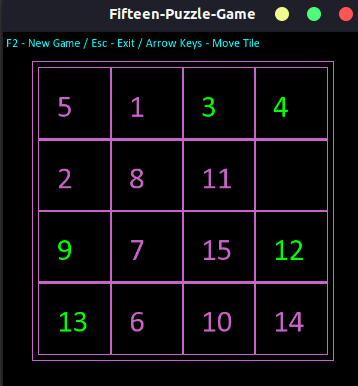 Fifteen-Puzzle-Game
F2 - New Game / Esc - Exit / Arrow Keys - Move Tile
5 1 3 4
2 8 11
9 7 15 12
13 6 10 14